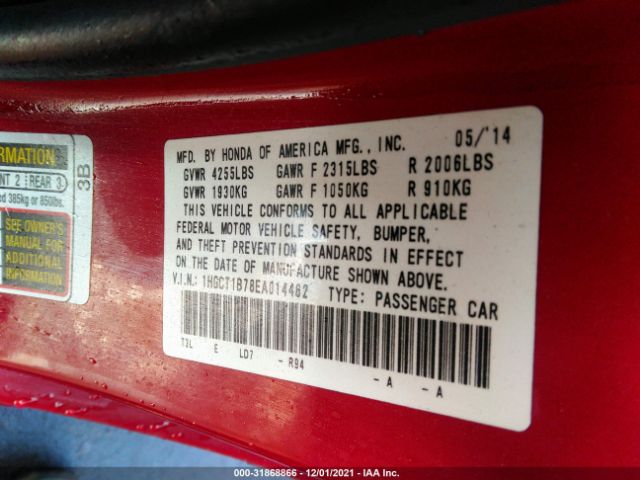 RMATION
NT 2 REAR 3
d 385kg or 850lbs.
SEE OWNER'S
MANUAL FOR
ADDITIONAL
INFORMATION
3B
MFD. BY HONDA OF AMERICA MFG., INC. 05/'14
GVWR 4255LBS GAWR F 2315LBS R 2006LBS
GVWR 1930KG GAWR F 1050KG R 910KG
THIS VEHICLE CONFORMS TO ALL APPLICABLE
FEDERAL MOTOR VEHICLE SAFETY, BUMPER,
AND THEFT PREVENTION STANDARDS IN EFFECT
ON THE DATE OF MANUFACTURE SHOWN ABOVE.
V.I.N.: 1HGCT1B78EA014482 TYPE: PASSENGER CAR
T3L E LD7 - R94 - A - A
000-31868866 - 12/01/2021 - IAA Inc.